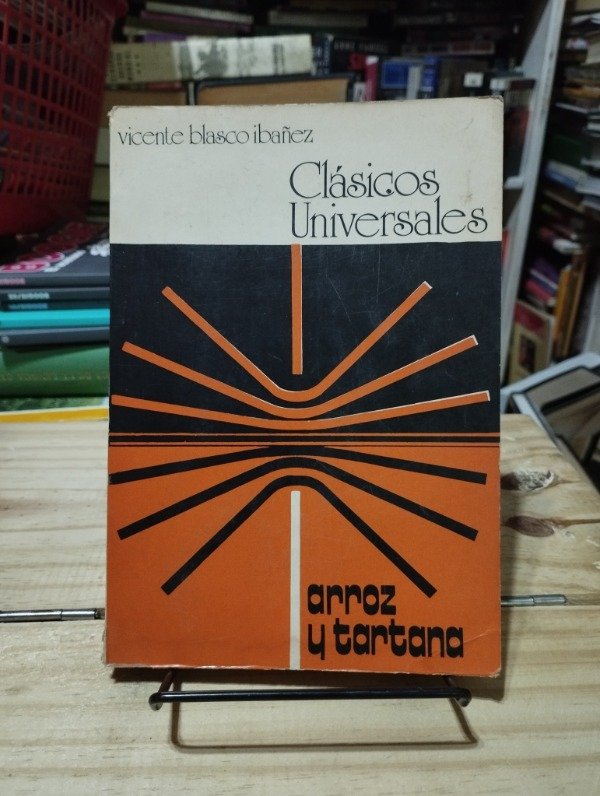 vicente blasco ibañez
Clásicos
Universales
arroz
y tartana